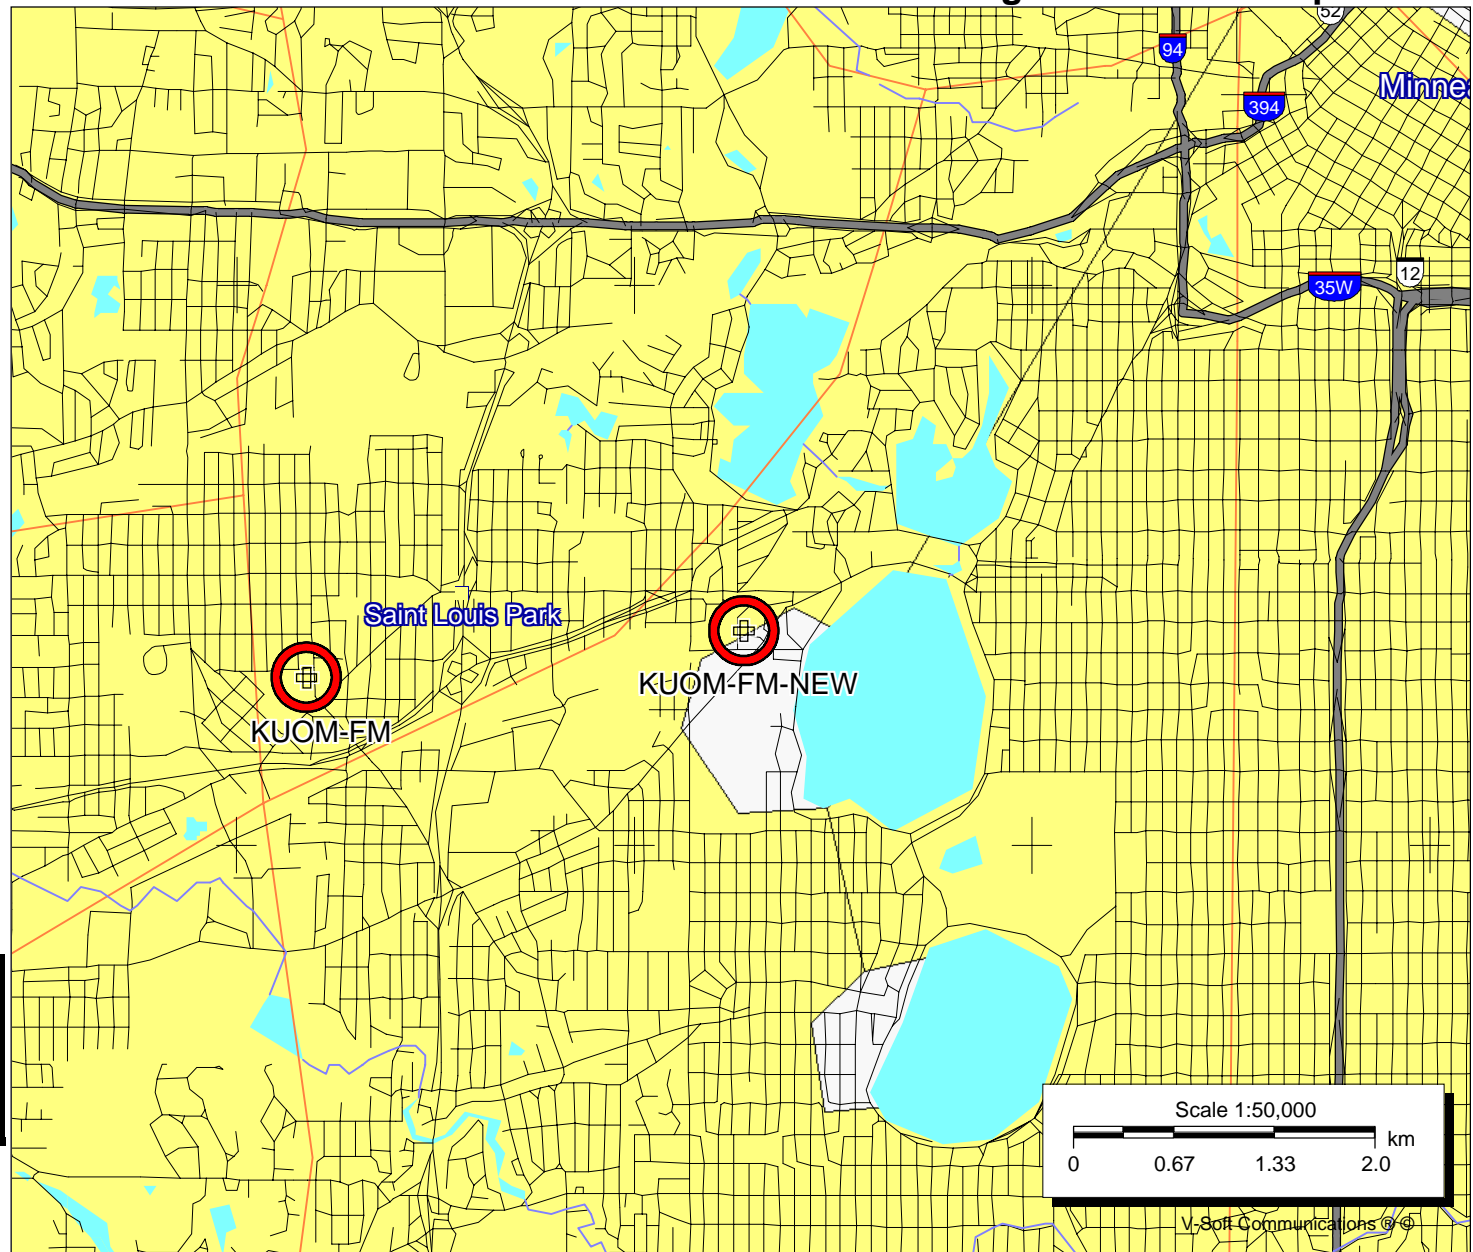 52
94
394
Minne
12
35W
Saint Louis Park
KUOM-FM-NEW
KUOM-FM
Scale 1:50,000
km
0 0.67 1.33 2.0
V-Soft Communications ® ©